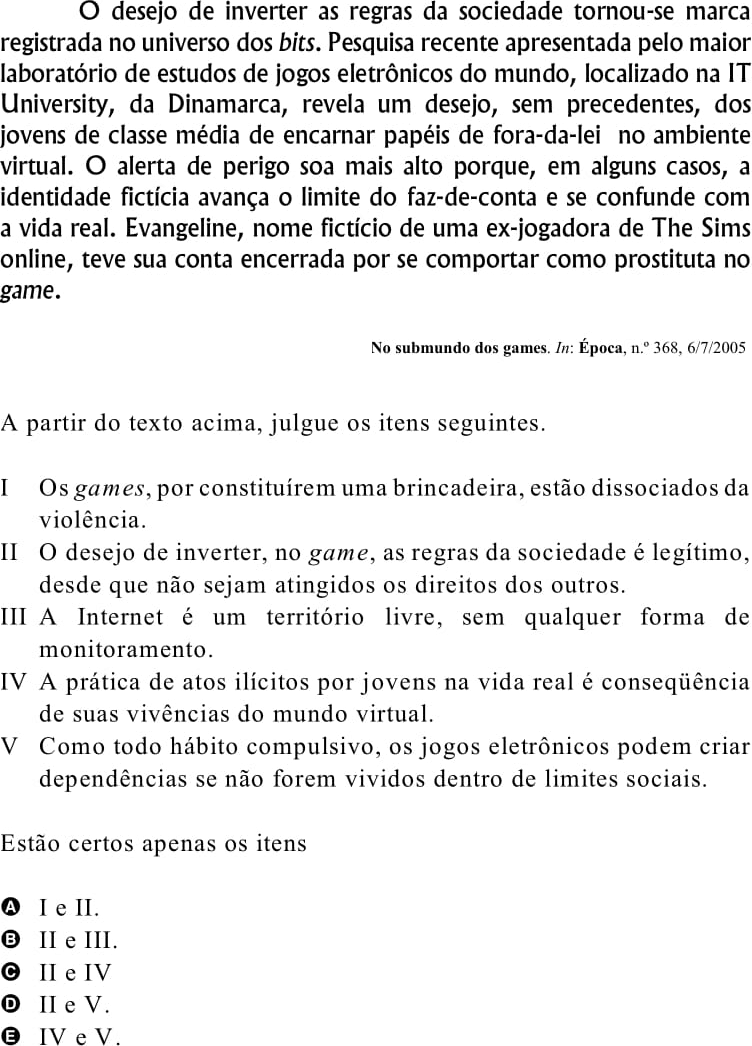 O desejo de inverter as regras da sociedade tornou-se marca
registrada no universo dos bits. Pesquisa recente apresentada pelo maior
laboratório de estudos de jogos eletrônicos do mundo, localizado na IT
University, da Dinamarca, revela um desejo, sem precedentes, dos
jovens de classe média de encarnar papéis de fora-da-lei no ambiente
virtual. O alerta de perigo soa mais alto porque, em alguns casos, a
identidade fictícia avança o limite do faz-de-conta e se confunde com
a vida real. Evangeline, nome fictício de uma ex-jogadora de The Sims
online, teve sua conta encerrada por se comportar como prostituta no
game.
No submundo dos games. In: Época, n.º 368, 6/7/2005
A partir do texto acima, julgue os itens seguintes.
I Os games, por constituírem uma brincadeira, estão dissociados da
violência.
II O desejo de inverter, no game, as regras da sociedade é legítimo,
desde que não sejam atingidos os direitos dos outros.
III A Internet é um território livre, sem qualquer forma de
monitoramento.
IV A prática de atos ilícitos por jovens na vida real é conseqüência
de suas vivências do mundo virtual.
V Como todo hábito compulsivo, os jogos eletrônicos podem criar
dependências se não forem vividos dentro de limites sociais.
Estão certos apenas os itens
A I e II.
B II e III.
C II e IV
D II e V.
E IV e V.